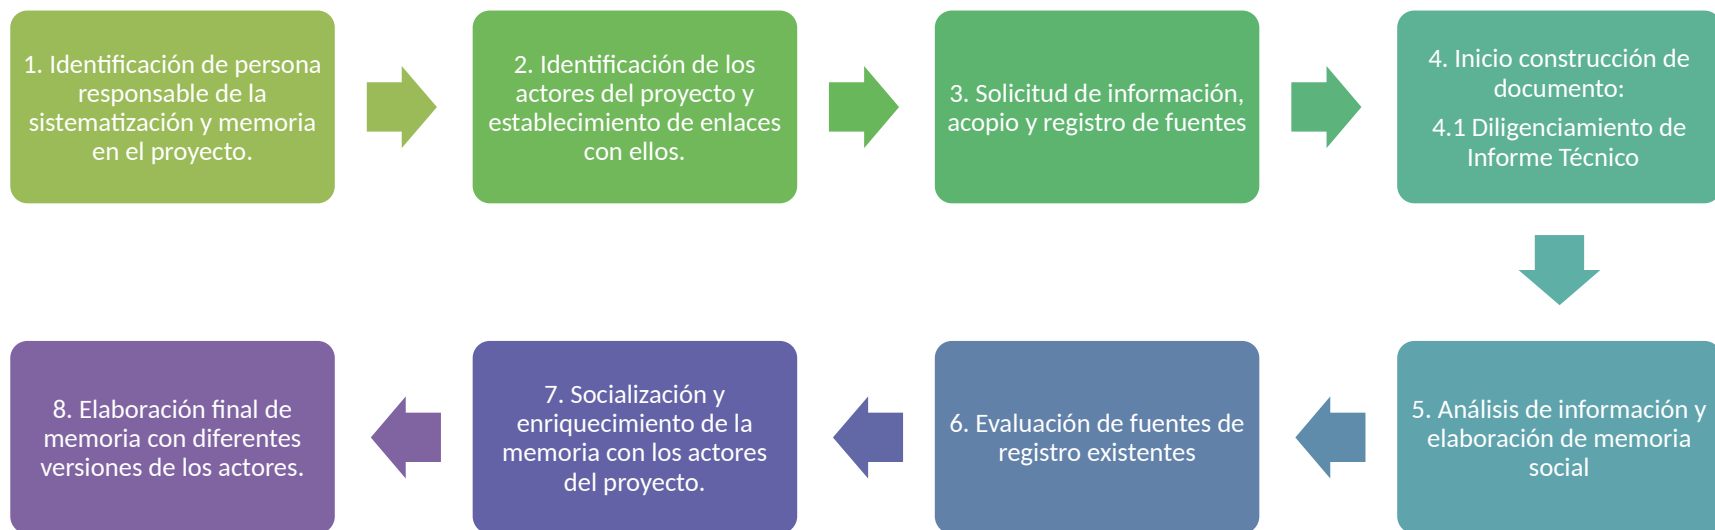 1. Identificación de persona
responsable de la
sistematización y memoria
en el proyecto.
2. Identificación de los
actores del proyecto y
establecimiento de enlaces
con ellos.
3. Solicitud de información,
acopio y registro de fuentes
4. Inicio construcción de
documento:
4.1 Diligenciamiento de
Informe Técnico
5. Análisis de información y
elaboración de memoria
social
6. Evaluación de fuentes de
registro existentes
7. Socialización y
enriquecimiento de la
memoria con los actores
del proyecto.
8. Elaboración final de
memoria con diferentes
versiones de los actores.